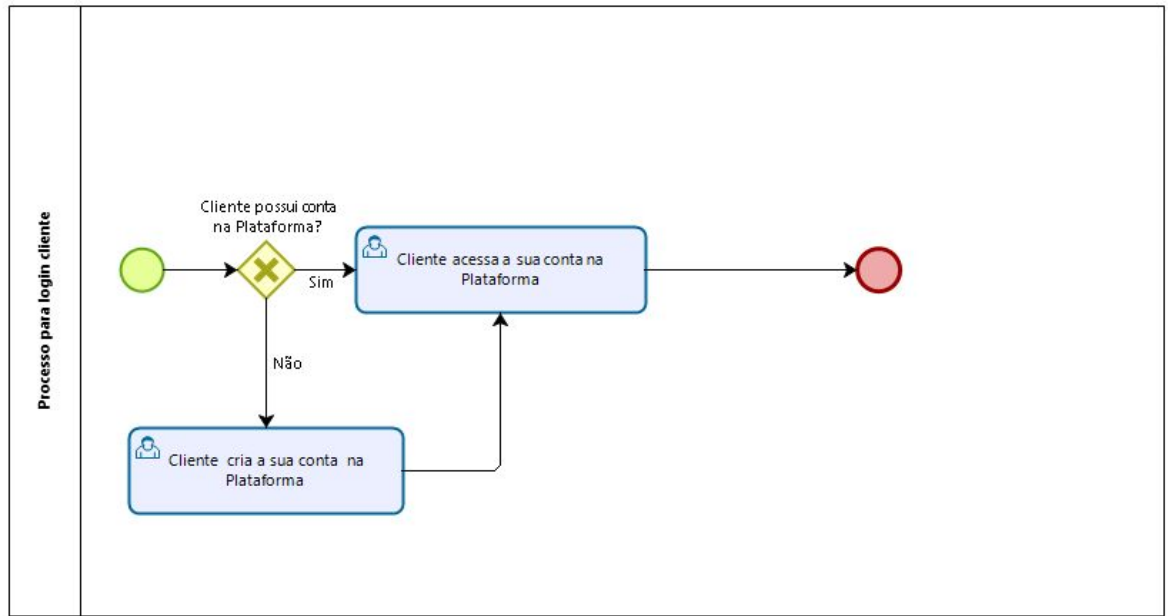 Processo para login cliente
Cliente possui conta
na Plataforma?
Sim
Cliente acessa a sua conta na
Plataforma
Não
Cliente cria a sua conta na
Plataforma